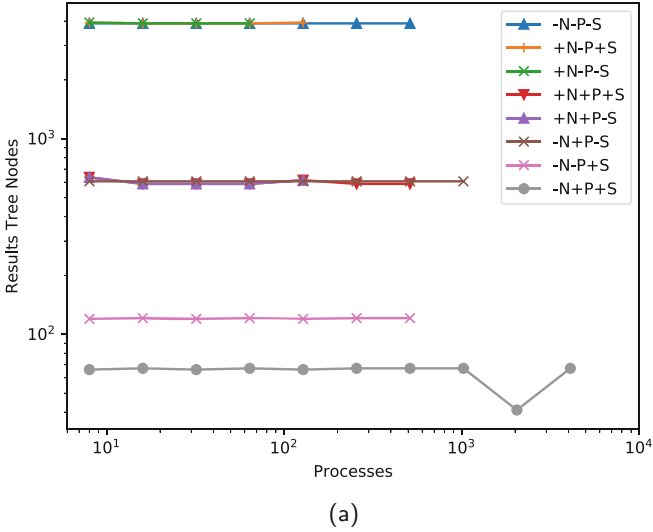 -N-P-S
+N-P+S
+N-P-S
+N+P+S
+N+P-S
-N+P-S
-N-P+S
-N+P+S
Results Tree Nodes
10^3
10^2
10^1
10^2
10^3
10^4
Processes
(a)